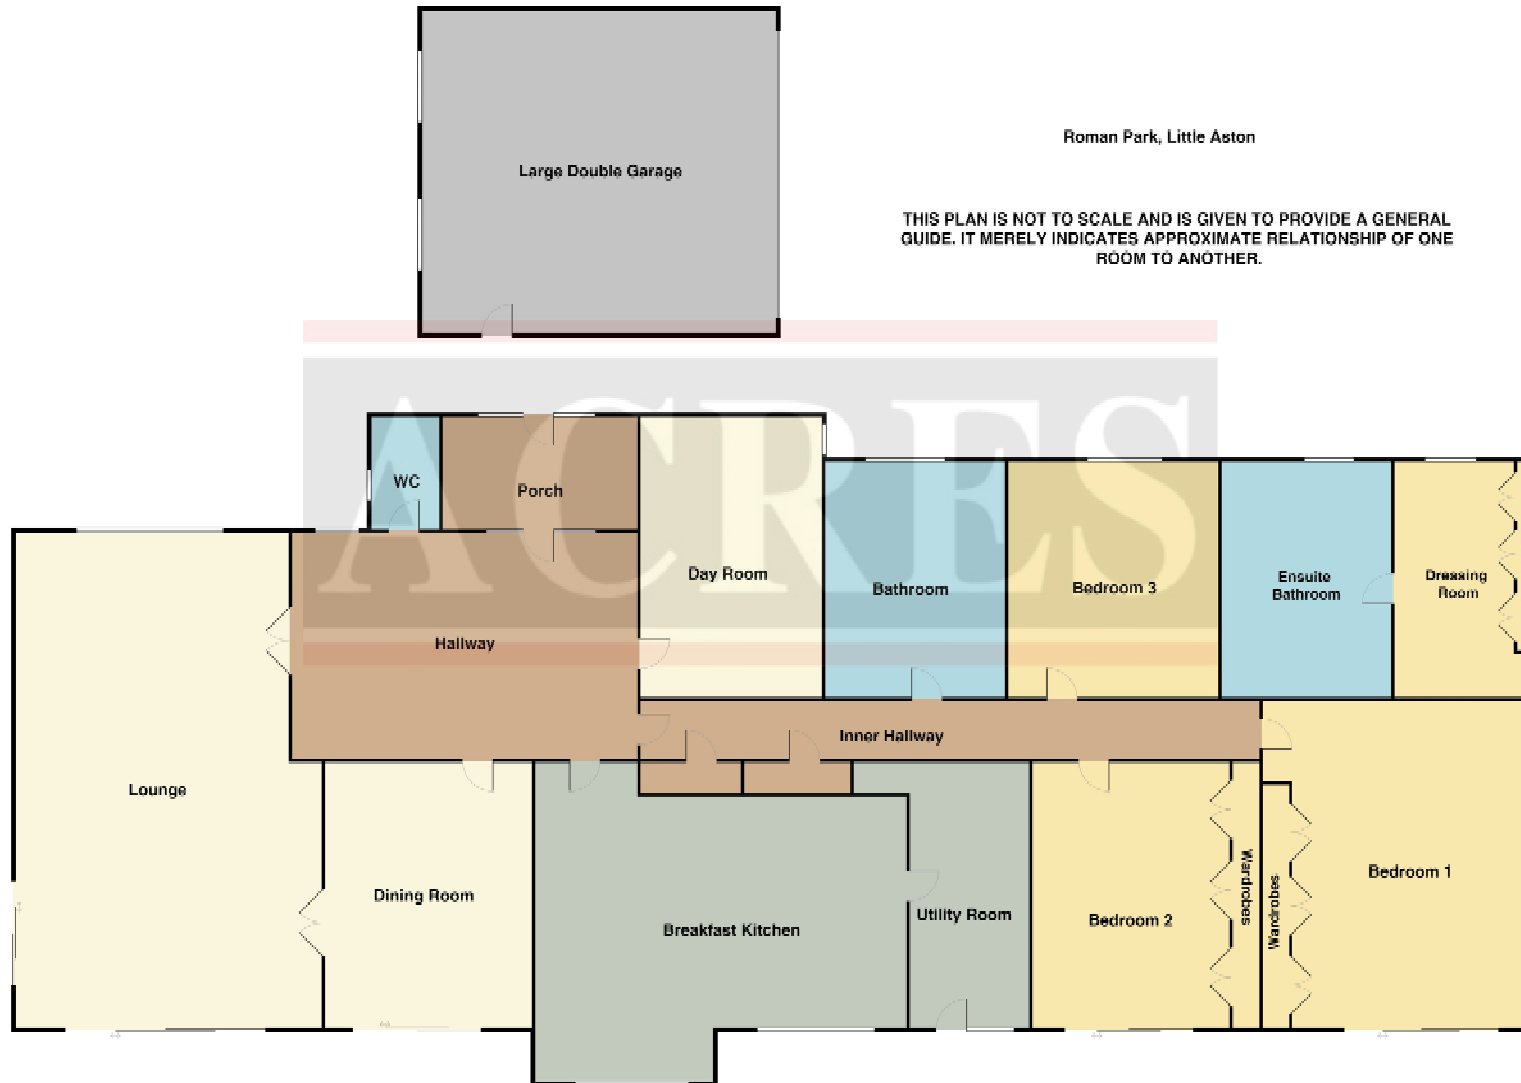 Large Double Garage
Roman Park, Little Aston
THIS PLAN IS NOT TO SCALE AND IS GIVEN TO PROVIDE A GENERAL
GUIDE. IT MERELY INDICATES APPROXIMATE RELATIONSHIP OF ONE
ROOM TO ANOTHER.
ACRES
WC
Porch
Day Room
Bathroom
Bedroom 3
Ensuite
Bathroom
Dressing
Room
Hallway
Inner Hallway
Lounge
Dining Room
Breakfast Kitchen
Utility Room
Bedroom 2
Wardrobes
Wardrobes
Bedroom 1